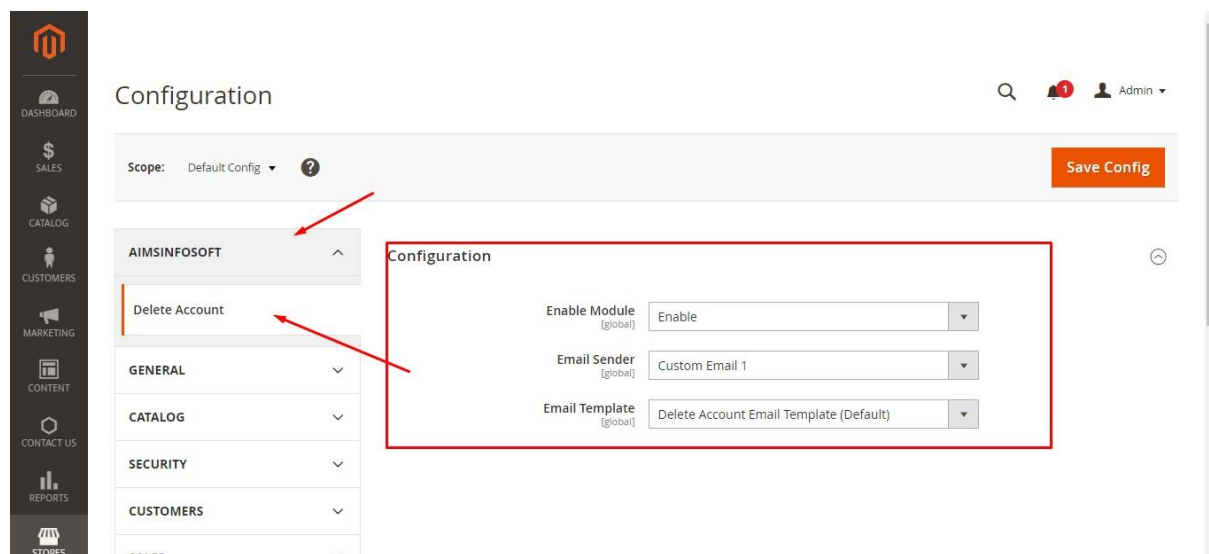 DASHBOARD
SALES
CATALOG
CUSTOMERS
MARKETING
CONTENT
CONTACT US
REPORTS
STORES
Configuration
1
Admin
Scope: Default Config ?
Save Config
AIMSINFOSOFT
Delete Account
GENERAL
CATALOG
SECURITY
CUSTOMERS
Configuration
Enable Module
[global]
Enable
Email Sender
[global]
Custom Email 1
Email Template
[global]
Delete Account Email Template (Default)